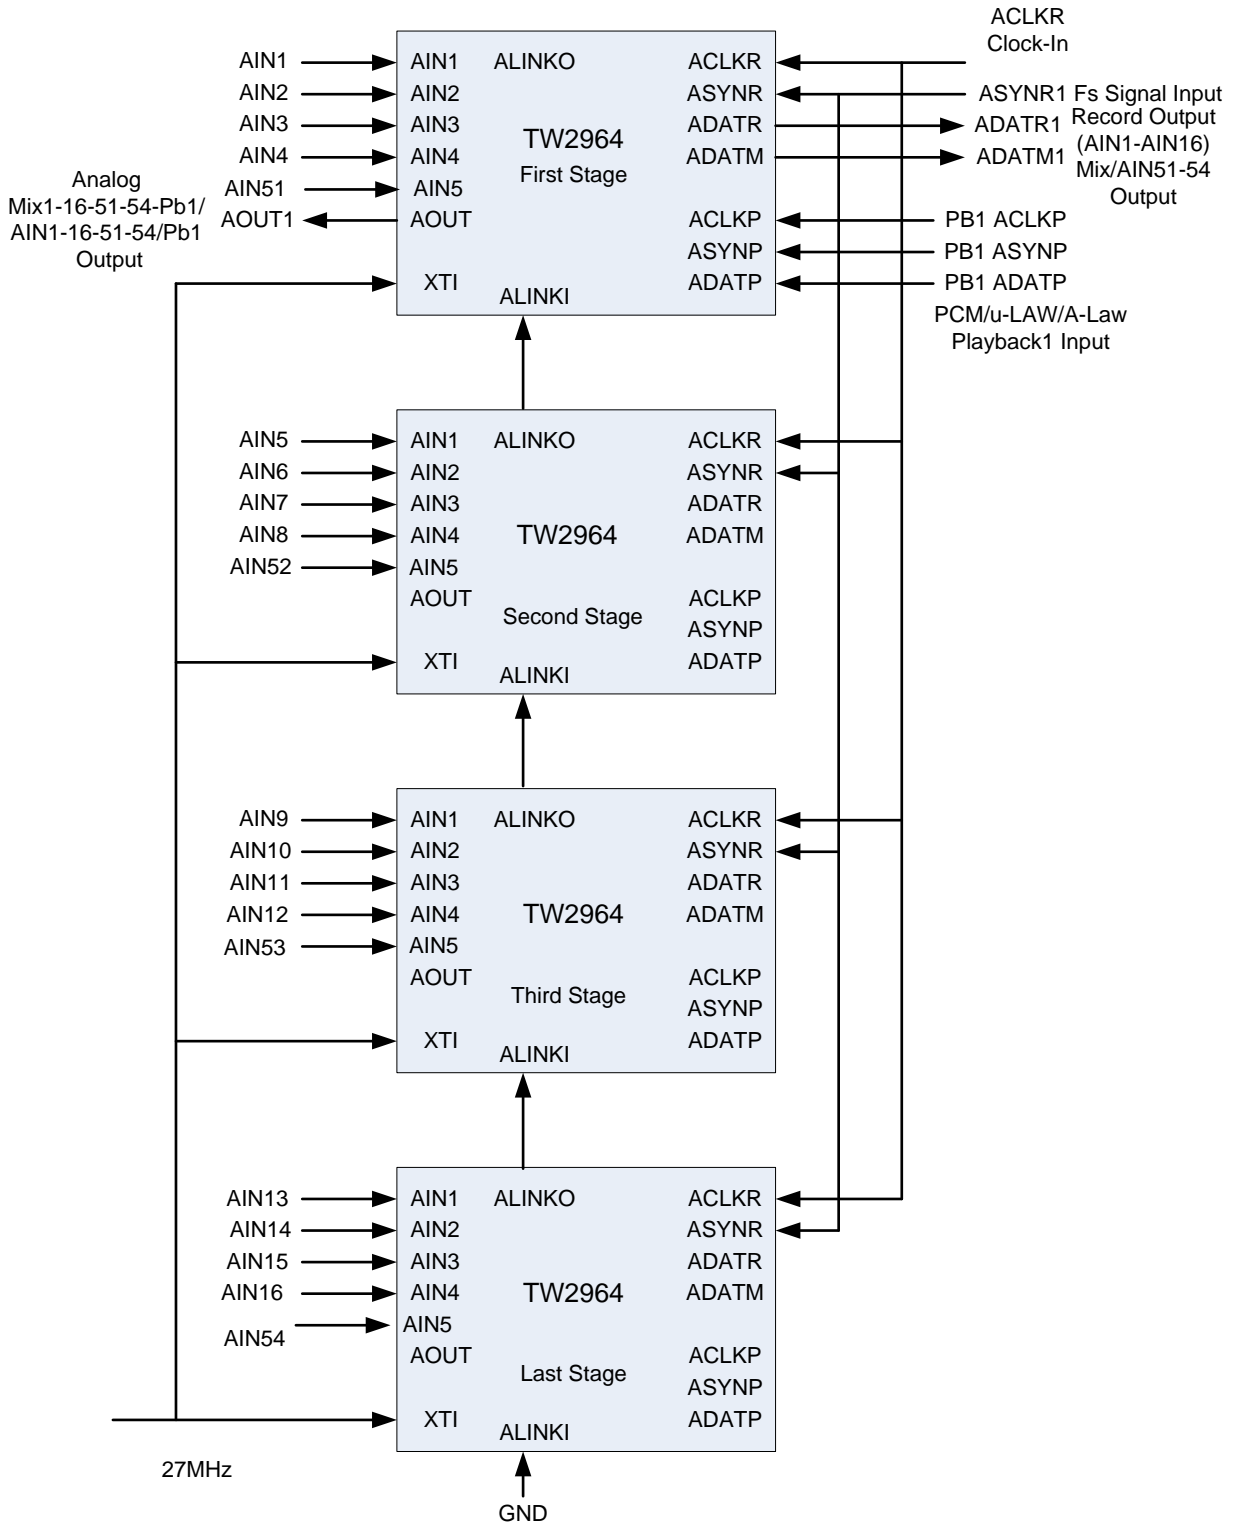 ACLKR
Clock-In
AIN1 AIN1 ALINKO ACLKR
AIN2 AIN2 ASYNR ASYNR1 Fs Signal Input
AIN3 AIN3 ADATR ADATR1 Record Output
TW2964
(AIN1-AIN16)
AIN4 AIN4 ADATM ADATM1
First Stage
Mix/AIN51-54
Output
AIN51 AIN5
Analog
Mix1-16-51-54-Pb1/
AIN1-16-51-54/Pb1
Output
AOUT1 AOUT ACLKP PB1 ACLKP
ASYNP PB1 ASYNP
XTI ADATP PB1 ADATP
ALINKI
PCM/u-LAW/A-Law
Playback1 Input
AIN5 AIN1 ALINKO ACLKR
AIN6 AIN2 ASYNR
AIN7 AIN3 ADATR
AIN8 AIN4 TW2964 ADATM
AIN52 AIN5
AOUT ACLKP
Second Stage
ASYNP
XTI ADATP
ALINKI
AIN9 AIN1 ALINKO ACLKR
AIN10 AIN2 ASYNR
AIN11 AIN3 ADATR
AIN12 AIN4 TW2964 ADATM
AIN53 AIN5
AOUT ACLKP
Third Stage
ASYNP
XTI ADATP
ALINKI
AIN13 AIN1 ALINKO ACLKR
AIN14 AIN2 ASYNR
AIN15 AIN3 ADATR
AIN16 AIN4 TW2964 ADATM
AIN54 AIN5
AOUT ACLKP
Last Stage
ASYNP
XTI ADATP
ALINKI
27MHz
GND